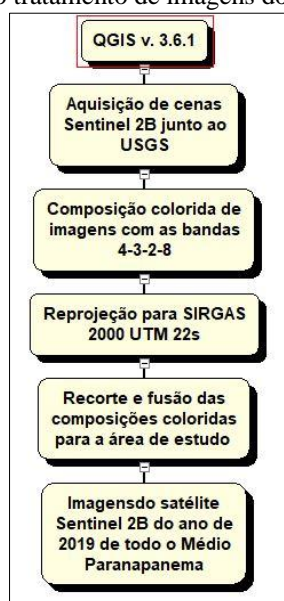 o tratamento de imagens do
QGIS v. 3.6.1
Aquisição de cenas
Sentinel 2B junto ao
USGS
Composição colorida de
imagens com as bandas
4-3-2-8
Reprojeção para SIRGAS
2000 UTM 22s
Recorte e fusão das
composições coloridas
para a área de estudo
Imagensdo satélite
Sentinel 2B do ano de
2019 de todo o Médio
Paranapanema